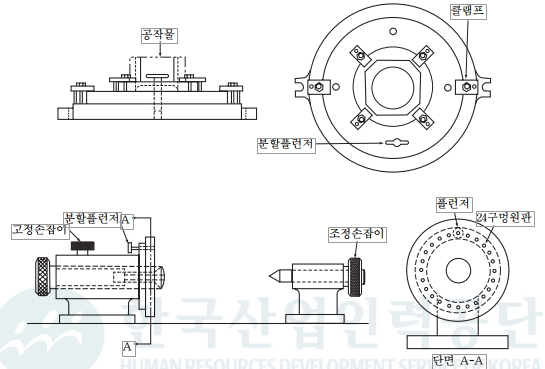 공작물
클램프
분할플런저
분할플런저
A
고정손잡이
조정손잡이
플런저
24구멍원판
A
단면 A-A
한국산업인력공단
HUMAN RESOURCES DEVELOPMENT SERVICE OF KOREA